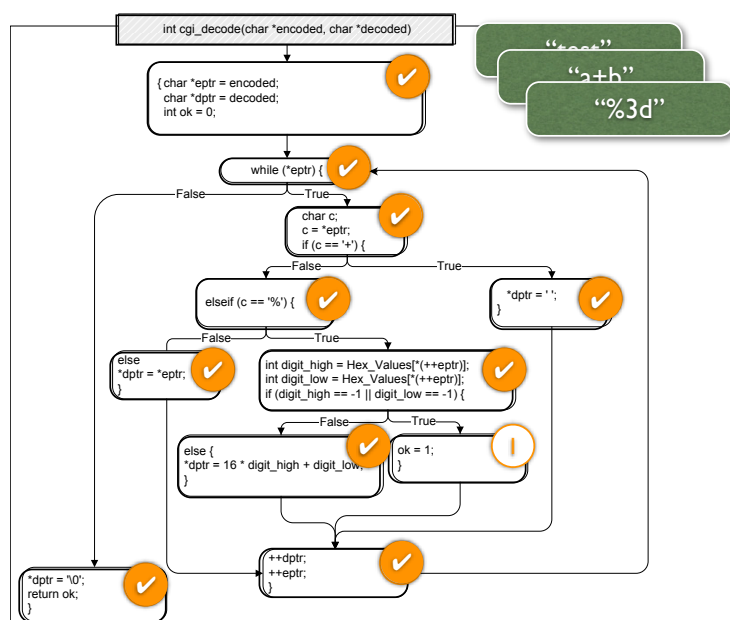 int cgi_decode(char *encoded, char *decoded)
“test”
“a+b”
“%3d”
{ char *eptr = encoded;
char *dptr = decoded;
int ok = 0;
while (*eptr) {
False
True
char c;
c = *eptr;
if (c == '+') {
False
True
elseif (c == '%') {
*dptr = ' ';
}
False
True
else
*dptr = *eptr;
}
int digit_high = Hex_Values[*(++eptr)];
int digit_low = Hex_Values[*(++eptr)];
if (digit_high == -1 || digit_low == -1) {
False
True
else {
*dptr = 16 * digit_high + digit_low;
}
ok = 1;
}
1
++dptr;
++eptr;
}
*dptr = '\0';
return ok;
}